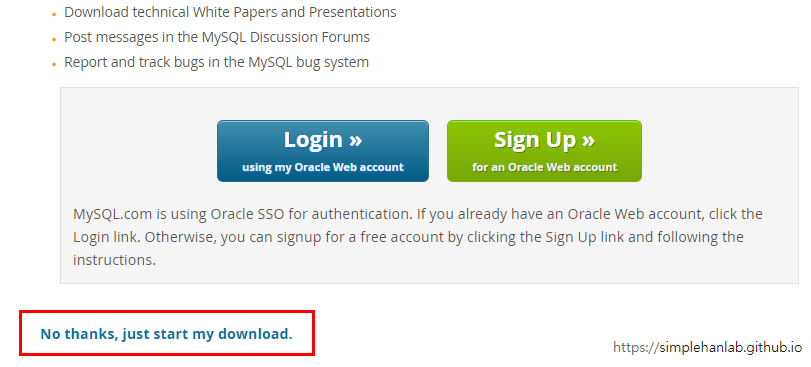 Download technical White Papers and Presentations
Post messages in the MySQL Discussion Forums
Report and track bugs in the MySQL bug system
Login »
using my Oracle Web account
Sign Up »
for an Oracle Web account
MySQL.com is using Oracle SSO for authentication. If you already have an Oracle Web account, click the
Login link. Otherwise, you can signup for a free account by clicking the Sign Up link and following the
instructions.
No thanks, just start my download.
https://simplehanlab.github.io